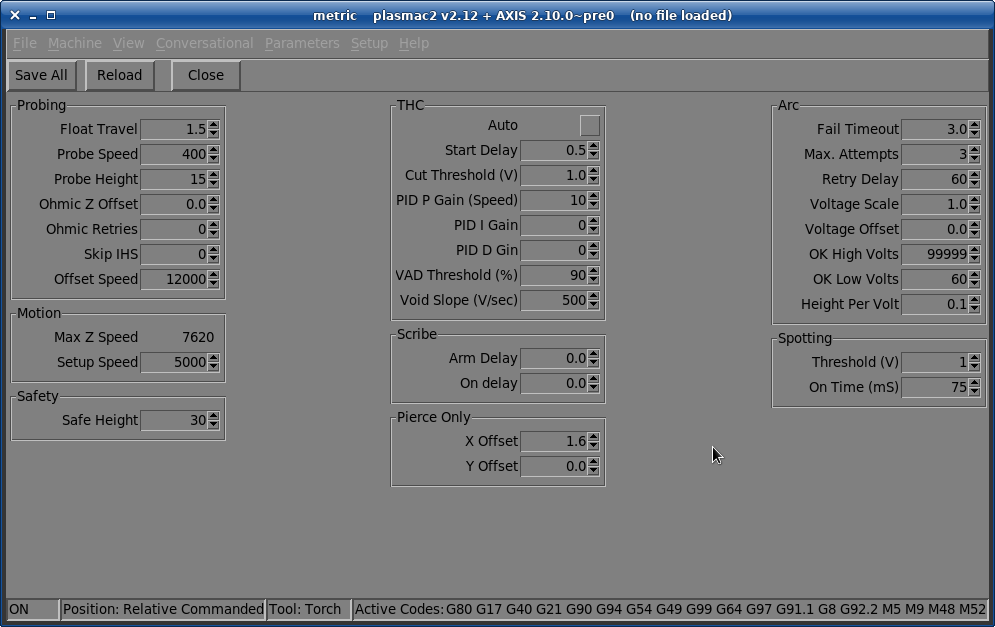 metric    plasmac2 v2.12 + AXIS 2.10.0~pre0    (no file loaded)
File Machine View Conversational Parameters Setup Help
Save All Reload Close
Probing
Float Travel 1.5
Probe Speed 400
Probe Height 15
Ohmic Z Offset 0.0
Ohmic Retries 0
Skip IHS 0
Offset Speed 12000
Motion
Max Z Speed 7620
Setup Speed 5000
Safety
Safe Height 30
THC
Auto
Start Delay 0.5
Cut Threshold (V) 1.0
PID P Gain (Speed) 10
PID I Gain 0
PID D Gin 0
VAD Threshold (%) 90
Void Slope (V/sec) 500
Scribe
Arm Delay 0.0
On delay 0.0
Pierce Only
X Offset 1.6
Y Offset 0.0
Arc
Fail Timeout 3.0
Max. Attempts 3
Retry Delay 60
Voltage Scale 1.0
Voltage Offset 0.0
OK High Volts 99999
OK Low Volts 60
Height Per Volt 0.1
Spotting
Threshold (V) 1
On Time (mS) 75
ON Position: Relative Commanded Tool: Torch Active Codes: G80 G17 G40 G21 G90 G94 G54 G49 G99 G64 G97 G91.1 G8 G92.2 M5 M9 M48 M52